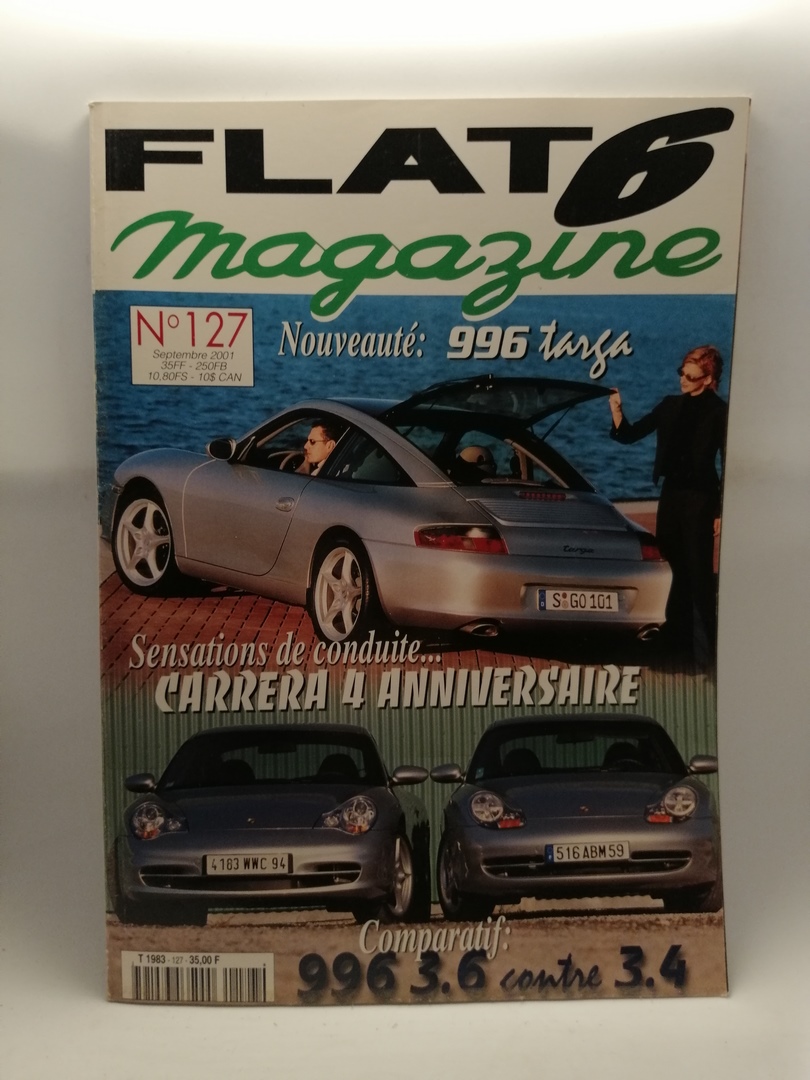 FLAT6
magazine
N°127
Septembre 2001
35FF - 250FB
10,80FS - 10$ CAN
Nouveauté: 996 targa
targa
S GO 101
Sensations de conduite...
CARRERA 4 ANNIVERSAIRE
4183 WWC 94
516 ABM 59
Comparatif:
996 3.6 contre 3.4
T 1983 - 127 - 35,00 F